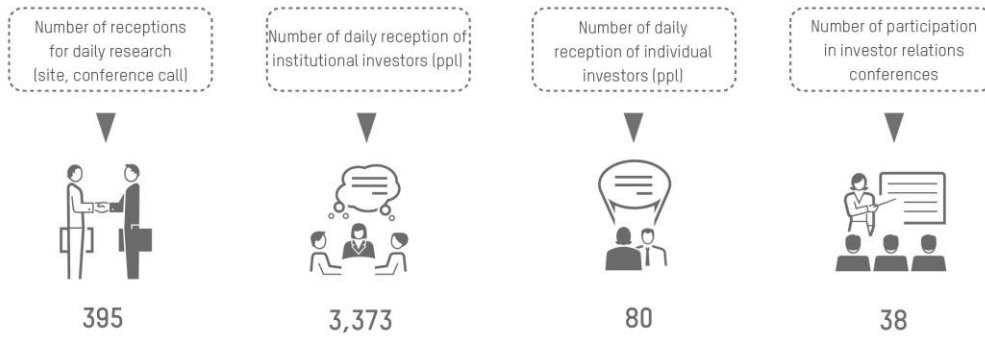 Number of receptions
for daily research
(site, conference call)
Number of daily reception of
institutional investors (ppl)
Number of daily
reception of individual
investors (ppl)
Number of participation
in investor relations
conferences
395
3,373
80
38